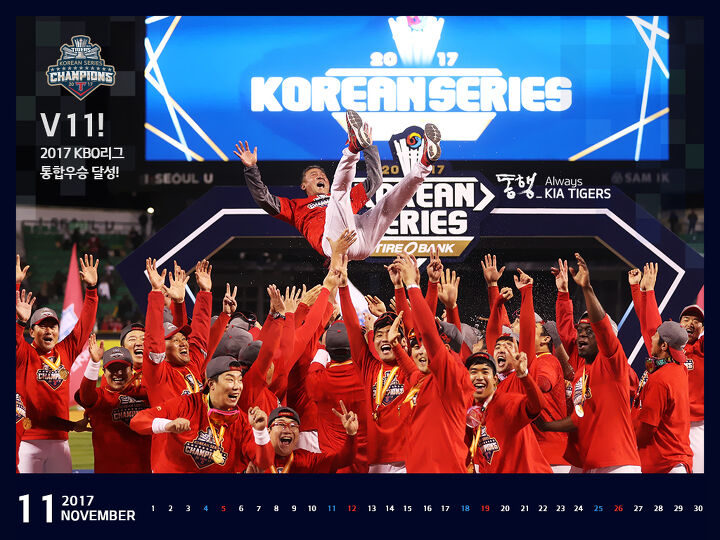 KOREAN SERIES
CHAMPIONS
2017
V11!
2017 KBO리그
통합우승 달성!
2017
KOREAN SERIES
SEOUL U
2017
SAM IK
KOREAN
SERIES
TIRE BANK
동행_ Always
KIA TIGERS
CHAMPIONS
11 2017
NOVEMBER
1 2 3 4 5 6 7 8 9 10 11 12 13 14 15 16 17 18 19 20 21 22 23 24 25 26 27 28 29 30